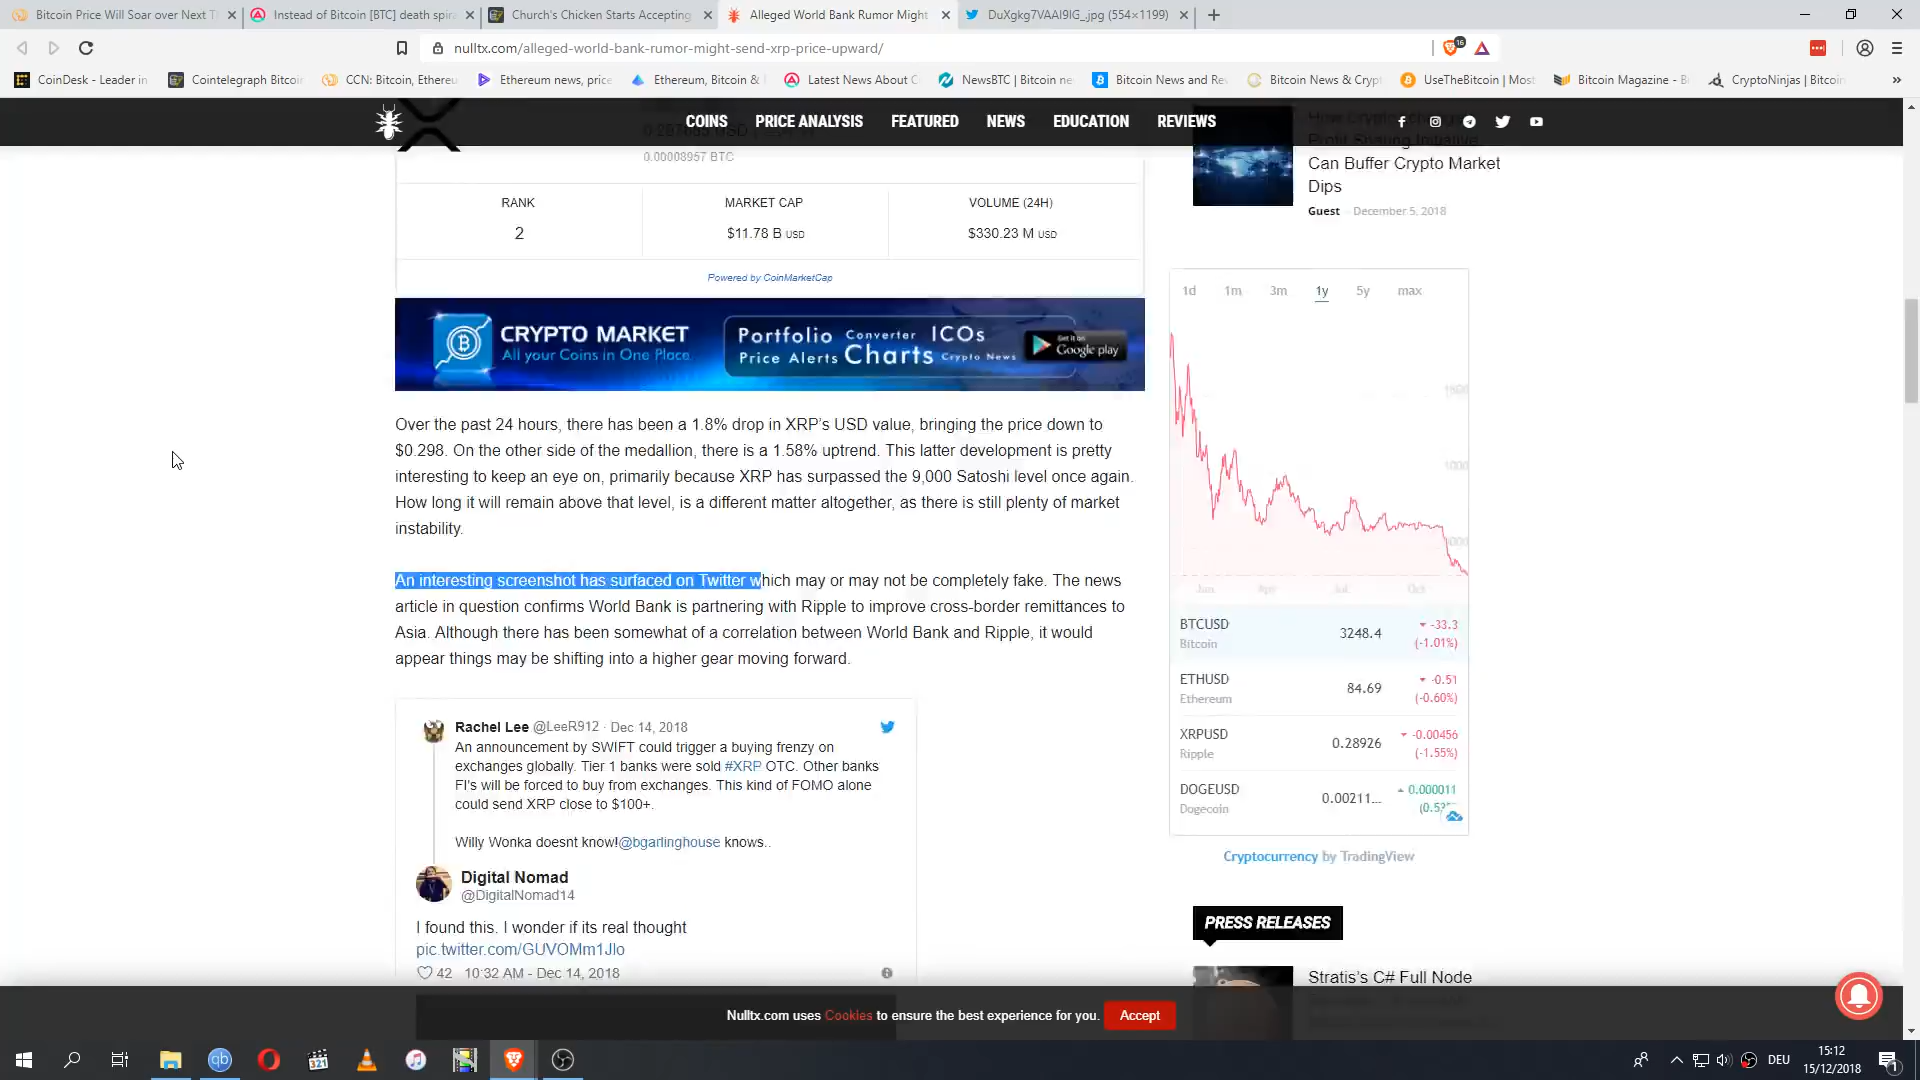 Bitcoin Price Will Soar over Next T
Instead of Bitcoin [BTC] death spira
Church's Chicken Starts Accepting
Alleged World Bank Rumor Might
DuXgkg7VAAI9IG_.jpg (554×1199)
nulltx.com/alleged-world-bank-rumor-might-send-xrp-price-upward/
16
CoinDesk - Leader in
Cointelegraph Bitcoin
CCN: Bitcoin, Ethereu
Ethereum news, price
Ethereum, Bitcoin &
Latest News About C
NewsBTC | Bitcoin ne
Bitcoin News and Re
Bitcoin News & Crypt
UseTheBitcoin | Most
Bitcoin Magazine - B
CryptoNinjas | Bitcoin
COINS
PRICE ANALYSIS
FEATURED
NEWS
EDUCATION
REVIEWS
0.00008957 BTC
RANK
MARKET CAP
VOLUME (24H)
2
$11.78 B USD
$330.23 M USD
Powered by CoinMarketCap
CRYPTO MARKET
All your Coins in One Place
Portfolio Converter ICOs
Price Alerts Charts Crypto News
Get it on
Google play
Over the past 24 hours, there has been a 1.8% drop in XRP's USD value, bringing the price down to
$0.298. On the other side of the medallion, there is a 1.58% uptrend. This latter development is pretty
interesting to keep an eye on, primarily because XRP has surpassed the 9,000 Satoshi level once again.
How long it will remain above that level, is a different matter altogether, as there is still plenty of market
instability.
An interesting screenshot has surfaced on Twitter which may or may not be completely fake. The news
article in question confirms World Bank is partnering with Ripple to improve cross-border remittances to
Asia. Although there has been somewhat of a correlation between World Bank and Ripple, it would
appear things may be shifting into a higher gear moving forward.
Rachel Lee @LeeR912 · Dec 14, 2018
An announcement by SWIFT could trigger a buying frenzy on
exchanges globally. Tier 1 banks were sold #XRP OTC. Other banks
FI's will be forced to buy from exchanges. This kind of FOMO alone
could send XRP close to $100+.
Willy Wonka doesnt know!@bgarlinghouse knows..
Digital Nomad
@DigitalNomad14
I found this. I wonder if its real thought
pic.twitter.com/GUVOMm1Jlo
42 10:32 AM - Dec 14, 2018
Profit Sharing Initiative
Can Buffer Crypto Market
Dips
Guest - December 5, 2018
1d
1m
3m
1y
5y
max
Jan
Apr
Jul
Oct
BTCUSD
Bitcoin
3248.4
-33.3
(-1.01%)
ETHUSD
Ethereum
84.69
-0.51
(-0.60%)
XRPUSD
Ripple
0.28926
-0.00456
(-1.55%)
DOGEUSD
Dogecoin
0.00211...
0.000011
Cryptocurrency by TradingView
PRESS RELEASES
Stratis's C# Full Node
Nulltx.com uses Cookies to ensure the best experience for you.
Accept
DEU
15:12
15/12/2018